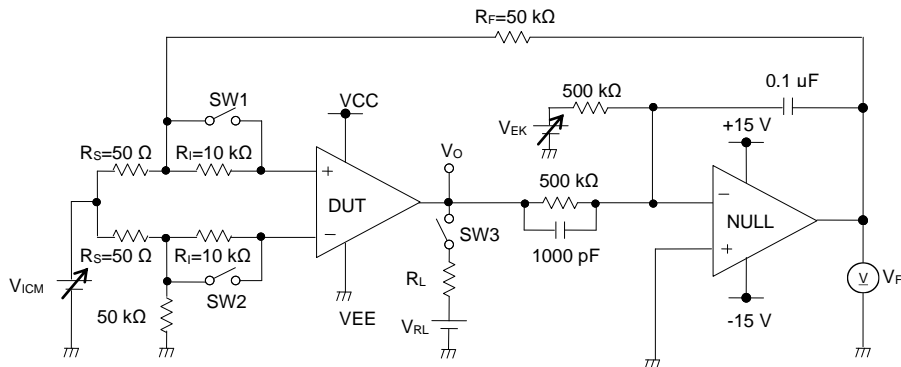 RF=50 kΩ
0.1 uF
500 kΩ
SW1
VCC
VEK
+15 V
RS=50 Ω
RI=10 kΩ
VO
+
DUT
−
500 kΩ
1000 pF
−
NULL
+
SW3
RS=50 Ω
RI=10 kΩ
VICM
SW2
50 kΩ
VEE
RL
VRL
-15 V
V
VF